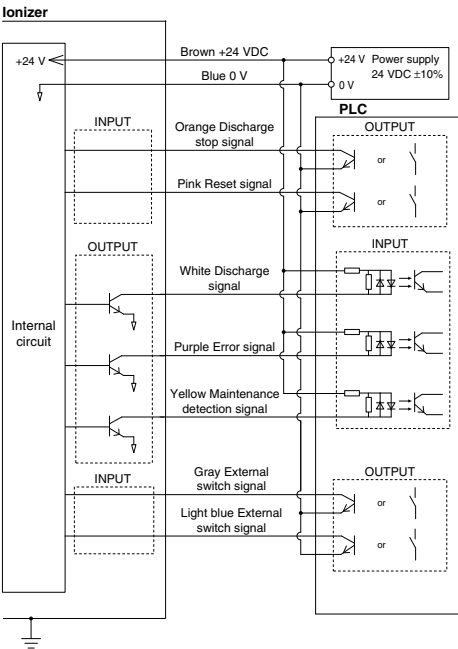 Ionizer
+24 V
Brown +24 VDC
+24 V
Power supply
24 VDC ±10%
Blue 0 V
0 V
PLC
INPUT
OUTPUT
Orange Discharge
stop signal
or
Pink Reset signal
or
OUTPUT
INPUT
White Discharge
signal
Internal
circuit
Purple Error signal
Yellow Maintenance
detection signal
INPUT
OUTPUT
Gray External
switch signal
or
Light blue External
switch signal
or